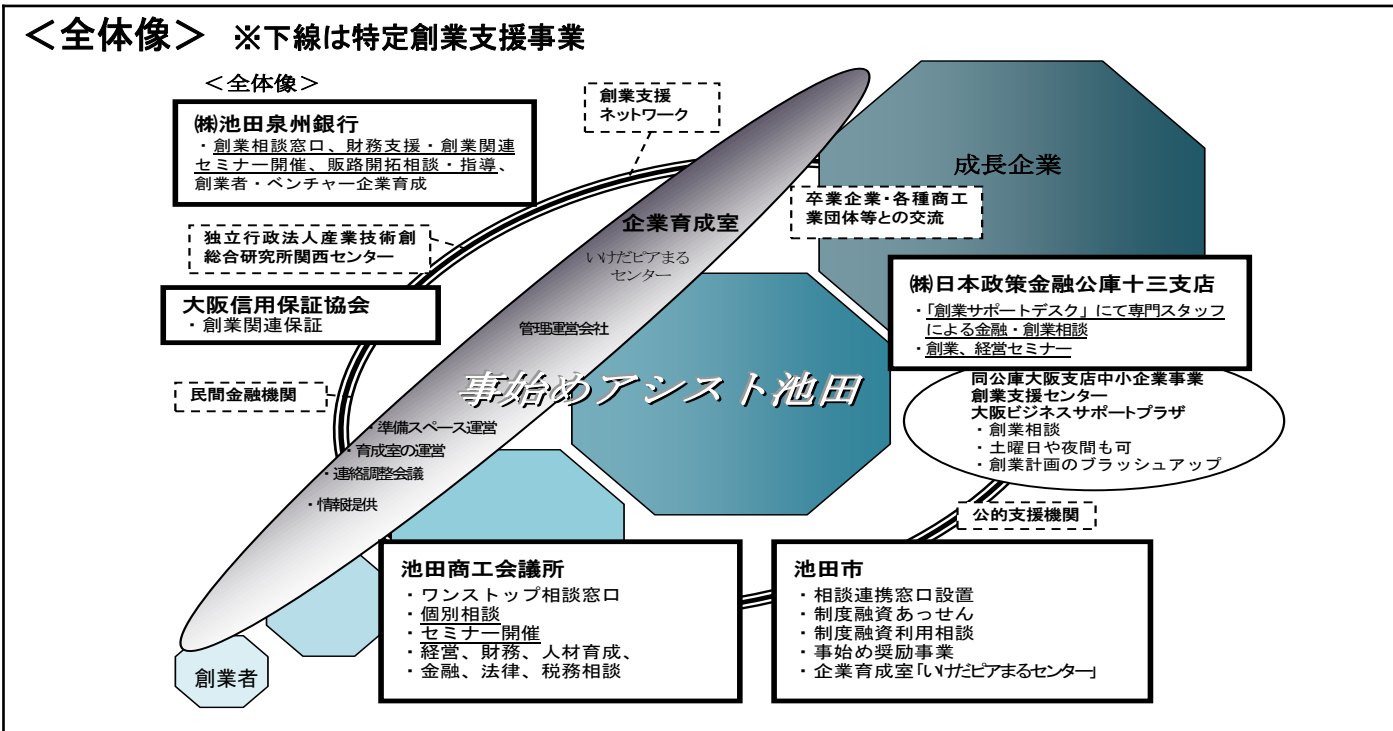 ＜全体像＞ ※下線は特定創業支援事業
＜全体像＞
㈱池田泉州銀行
・創業相談窓口、財務支援・創業関連
セミナー開催、販路開拓相談・指導、
創業者・ベンチャー企業育成
創業支援
ネットワーク
成長企業
卒業企業・各種商工
業団体等との交流
独立行政法人産業技術創
総合研究所関西センター
企業育成室
いけだピアまる
センター
大阪信用保証協会
・創業関連保証
管理運営会社
㈱日本政策金融公庫十三支店
・「創業サポートデスク」にて専門スタッフ
による金融・創業相談
・創業、経営セミナー
同公庫大阪支店中小企業事業
創業支援センター
大阪ビジネスサポートプラザ
・創業相談
・土曜日や夜間も可
・創業計画のブラッシュアップ
民間金融機関
事始めアシスト池田
・準備スペース運営
・育成室の運営
・連絡調整会議
・情報提供
公的支援機関
池田商工会議所
・ワンストップ相談窓口
・個別相談
・セミナー開催
・経営、財務、人材育成、
・金融、法律、税務相談
池田市
・相談連携窓口設置
・制度融資あっせん
・制度融資利用相談
・事始め奨励事業
・企業育成室「いけだピアまるセンター」
創業者